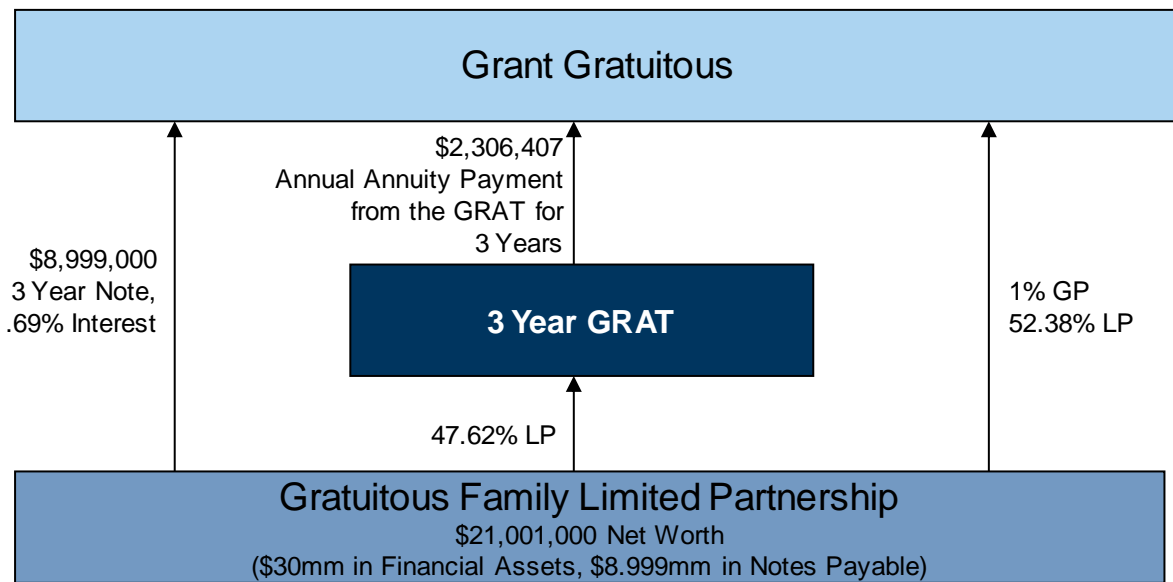 Grant Gratuitous
$2,306,407
Annual Annuity Payment
from the GRAT for
3 Years
$8,999,000
3 Year Note,
.69% Interest
3 Year GRAT
1% GP
52.38% LP
47.62% LP
Gratuitous Family Limited Partnership
$21,001,000 Net Worth
($30mm in Financial Assets, $8.999mm in Notes Payable)